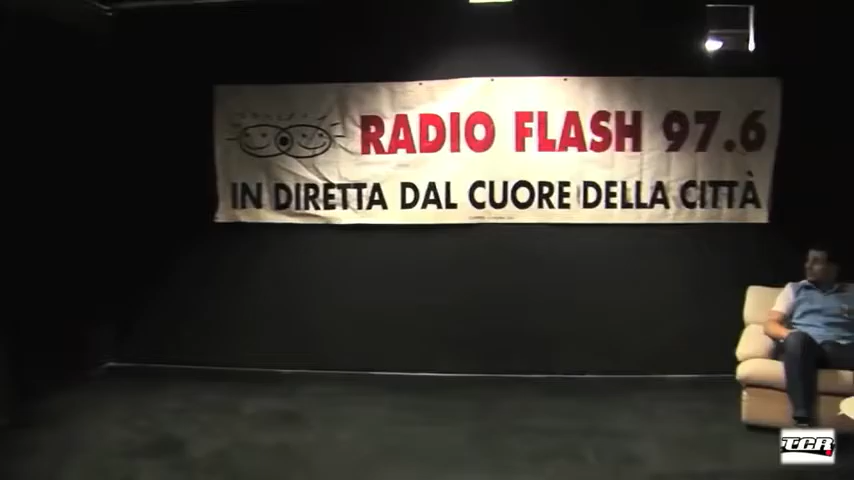 RADIO FLASH 97.6
IN DIRETTA DAL CUORE DELLA CITTÀ
TCR